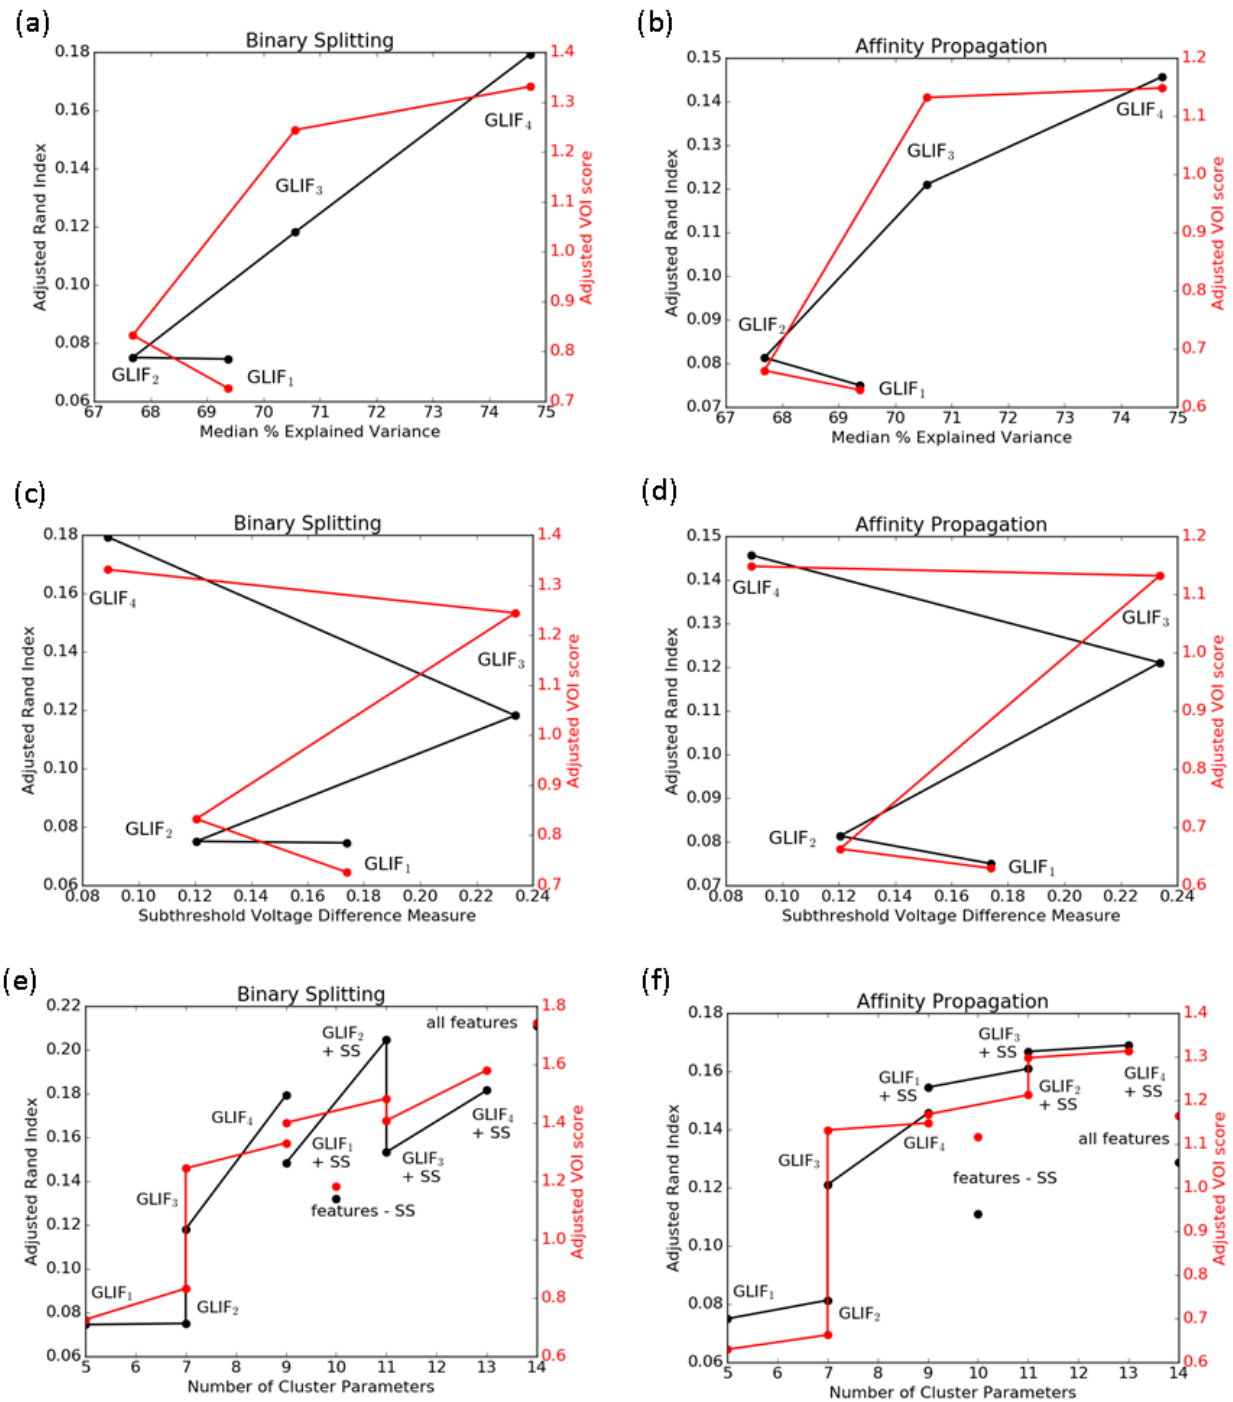 (a)
Binary Splitting
0.18
0.16
0.14
0.12
0.10
0.08
0.06
Adjusted Rand Index
1.4
1.3
1.2
1.1
1.0
0.9
0.8
0.7
Adjusted VOI score
GLIF4
GLIF3
GLIF2
GLIF1
67 68 69 70 71 72 73 74 75
Median % Explained Variance
(b)
Affinity Propagation
0.15
0.14
0.13
0.12
0.11
0.10
0.09
0.08
0.07
Adjusted Rand Index
1.2
1.1
1.0
0.9
0.8
0.7
0.6
Adjusted VOI score
GLIF4
GLIF3
GLIF2
GLIF1
67 68 69 70 71 72 73 74 75
Median % Explained Variance
(c)
Binary Splitting
0.18
0.16
0.14
0.12
0.10
0.08
0.06
Adjusted Rand Index
1.4
1.3
1.2
1.1
1.0
0.9
0.8
0.7
Adjusted VOI score
GLIF4
GLIF3
GLIF2
GLIF1
0.08 0.10 0.12 0.14 0.16 0.18 0.20 0.22 0.24
Subthreshold Voltage Difference Measure
(d)
Affinity Propagation
0.15
0.14
0.13
0.12
0.11
0.10
0.09
0.08
0.07
Adjusted Rand Index
1.2
1.1
1.0
0.9
0.8
0.7
0.6
Adjusted VOI score
GLIF4
GLIF3
GLIF2
GLIF1
0.08 0.10 0.12 0.14 0.16 0.18 0.20 0.22 0.24
Subthreshold Voltage Difference Measure
(e)
Binary Splitting
0.22
0.20
0.18
0.16
0.14
0.12
0.10
0.08
0.06
Adjusted Rand Index
1.8
1.6
1.4
1.2
1.0
0.8
0.6
Adjusted VOI score
all features
GLIF2
+ SS
GLIF4
GLIF4
+ SS
GLIF1
+ SS
GLIF3
+ SS
GLIF3
features - SS
GLIF1
GLIF2
5 6 7 8 9 10 11 12 13 14
Number of Cluster Parameters
(f)
Affinity Propagation
0.18
0.16
0.14
0.12
0.10
0.08
0.06
Adjusted Rand Index
1.4
1.3
1.2
1.1
1.0
0.9
0.8
0.7
0.6
Adjusted VOI score
GLIF3
+ SS
GLIF1
+ SS
GLIF4
+ SS
GLIF2
+ SS
GLIF4
all features
GLIF3
features - SS
GLIF1
GLIF2
5 6 7 8 9 10 11 12 13 14
Number of Cluster Parameters